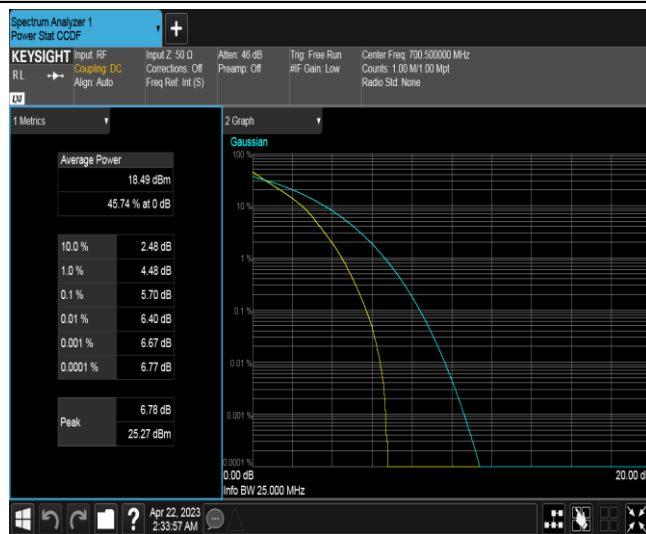 Spectrum Analyzer 1
Power Stat CCDF
KEYSIGHT
RL
LXI
Input: RF
Coupling: DC
Align: Auto
Input Z: 50 Ω
Corrections: Off
Freq Ref: Int (S)
Atten: 46 dB
Preamp: Off
Trig: Free Run
#IF Gain: Low
Center Freq: 700.500000 MHz
Counts: 1.00 M/1.00 Mpt
Radio Std: None
1 Metrics
Average Power
18.49 dBm
45.74 % at 0 dB
10.0 % 2.48 dB
1.0 % 4.48 dB
0.1 % 5.70 dB
0.01 % 6.40 dB
0.001 % 6.67 dB
0.0001 % 6.77 dB
Peak
6.78 dB
25.27 dBm
2 Graph
Gaussian
100 %
10 %
1 %
0.1 %
0.01 %
0.001 %
0.0001 %
0.00 dB
20.00 d
Info BW 25.000 MHz
?
Apr 22, 2023
2:33:57 AM